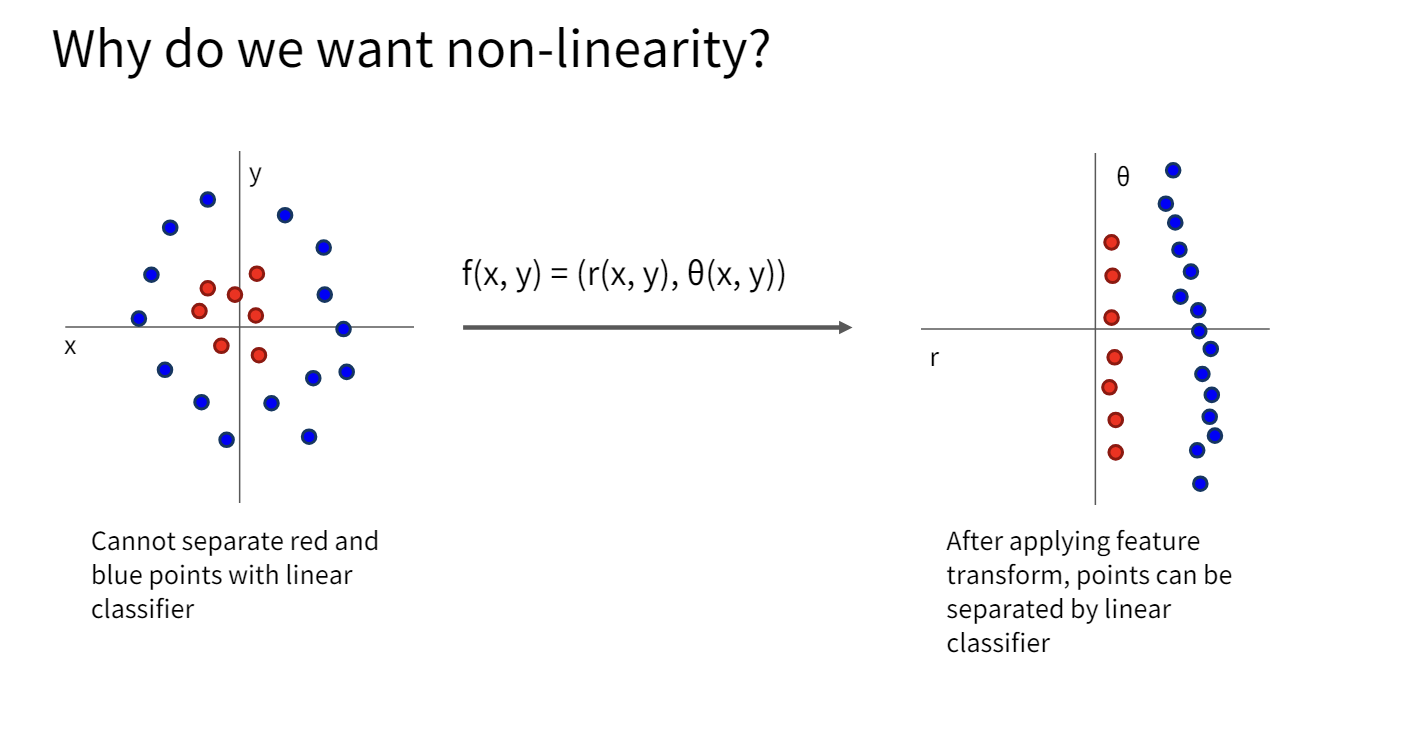 Why do we want non-linearity?
y
x
f(x, y) = (r(x, y), θ(x, y))
θ
r
Cannot separate red and
blue points with linear
classifier
After applying feature
transform, points can be
separated by linear
classifier